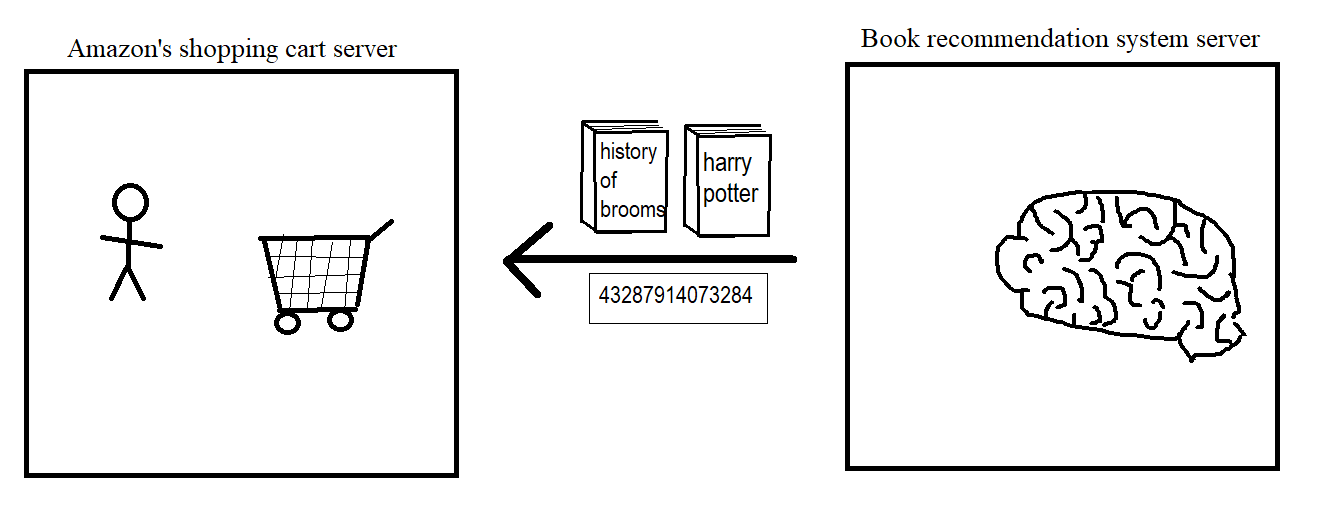 Amazon's shopping cart server
Book recommendation system server
history
of
brooms
harry
potter
43287914073284